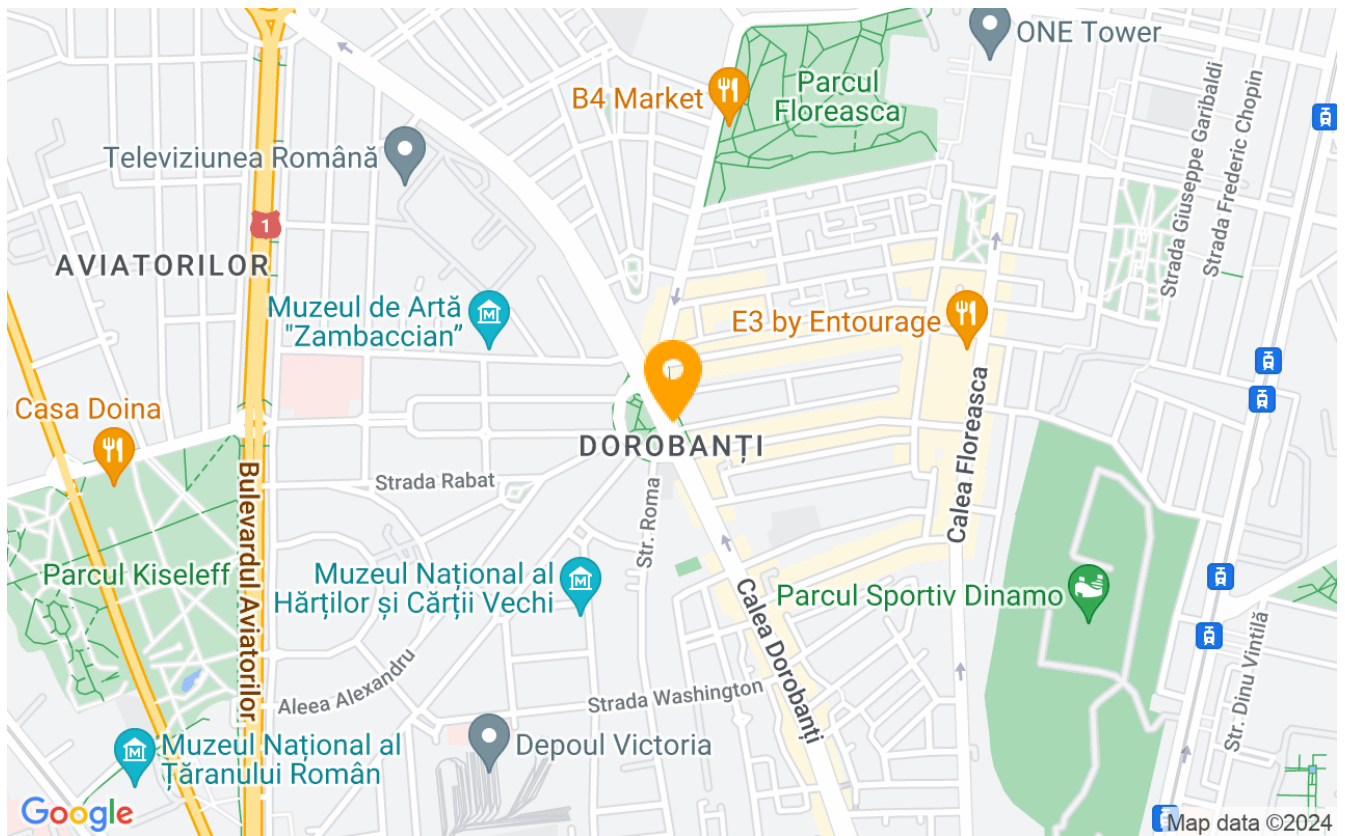 ONE Tower
Parcul
Floreasca
B4 Market
Televiziunea Română
Strada Giuseppe Garibaldi
Strada Frederic Chopin
1
AVIATORILOR
Muzeul de Artă
"Zambaccian”
E3 by Entourage
Casa Doina
Calea Floreasca
DOROBANȚI
Strada Rabat
Bulevardul Aviatorilor
Str. Roma
Parcul Kiseleff
Muzeul Național al
Hărților și Cărții Vechi
Parcul Sportiv Dinamo
Calea Dorobanți
Aleea Alexandru
Strada Washington
Str. Dinu Vintilă
Muzeul Național al
Țăranului Român
Depoul Victoria
Google
Map data ©2024